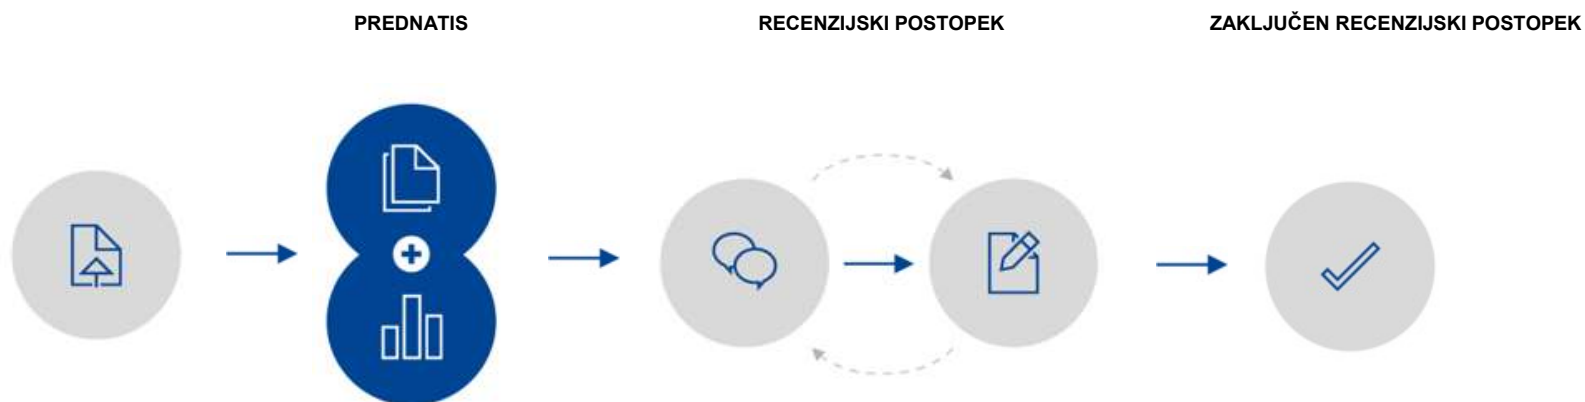 PREDNATIS
RECENZIJSKI POSTOPEK
ZAKLJUČEN RECENZIJSKI POSTOPEK